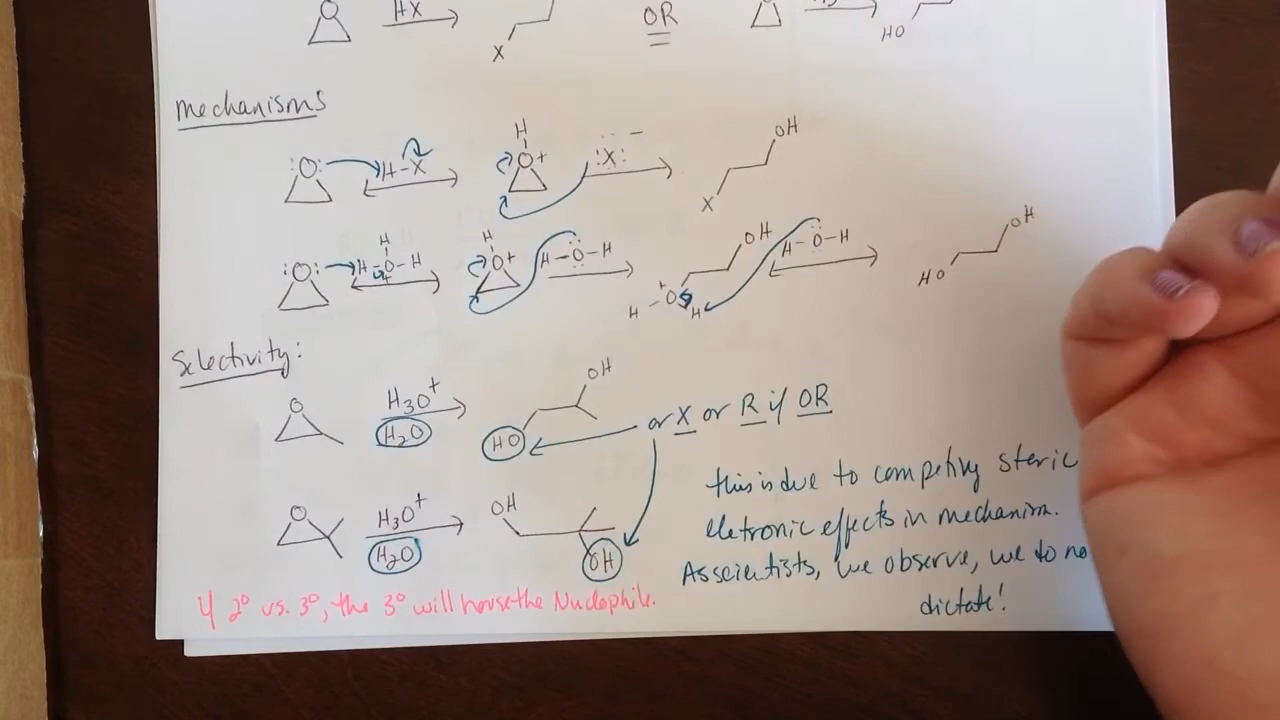 HX
X
OR
HO
Mechanisms
:O: H-X
H
O+
:X: −
OH
X
:O: H-O-H
H
+
H
O+
H-O-H
OH
+
H-O
H
H-O-H
OH
HO
Selectivity:
O
H3O+
H2O
OH
HO
or X or R if OR
O
H3O+
H2O
OH
OH
this is due to competing steric
eletronic effects in mechanism.
As scientists, we observe, we do no
dictate!
If 2° vs. 3°, the 3° will house the Nucleophile.